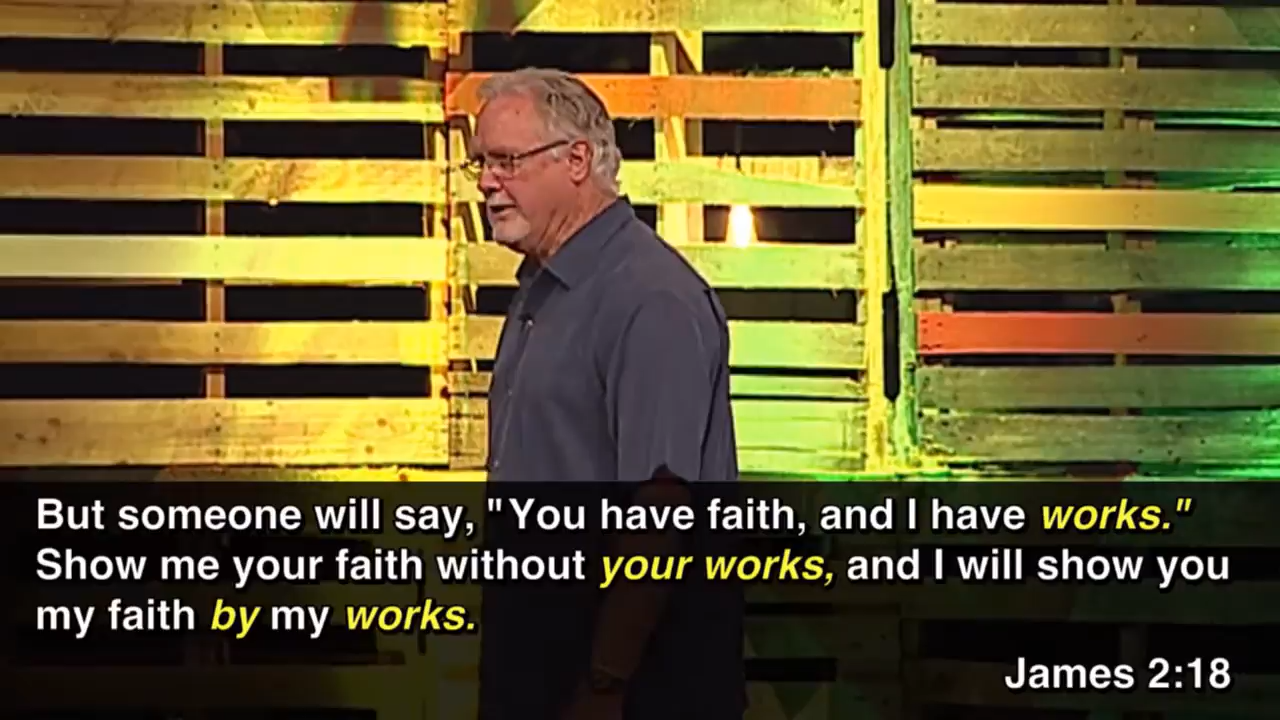 But someone will say, "You have faith, and I have works."
Show me your faith without your works, and I will show you
my faith by my works.
James 2:18